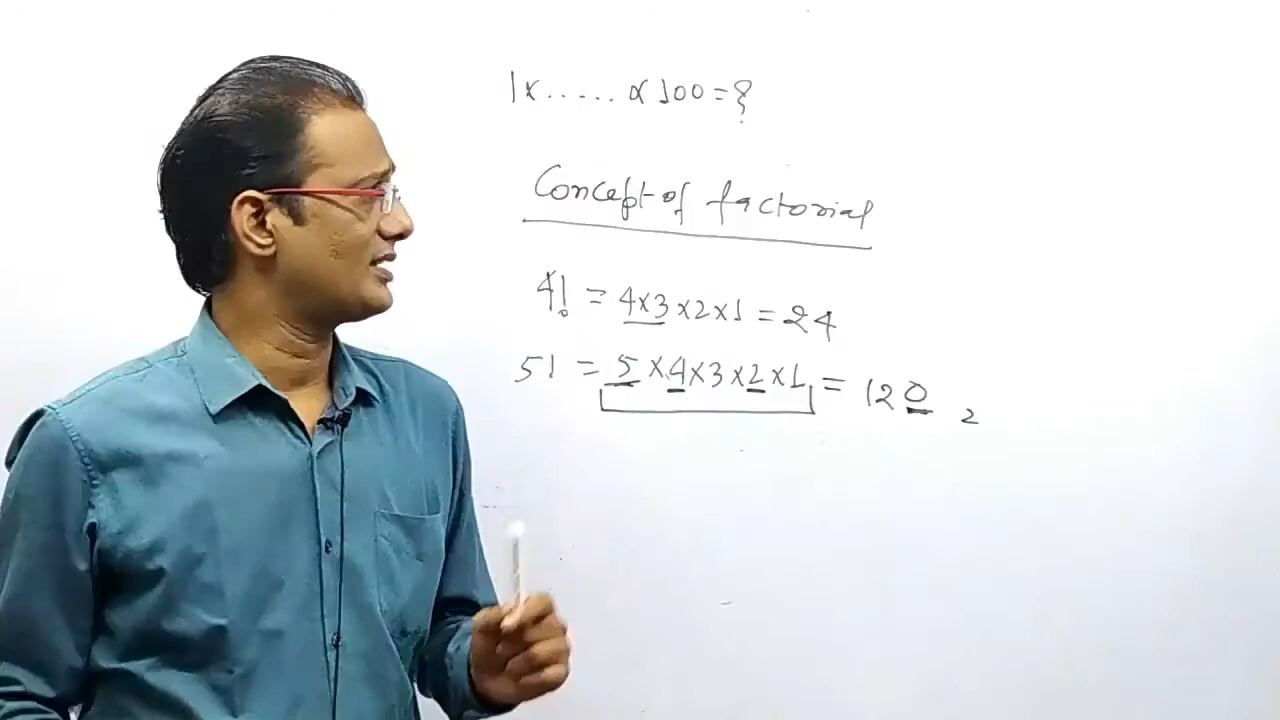 1x......x100=?
Concept of factorial
4! = 4x3x2x1 = 24
5! = 5x4x3x2x1 = 120 2